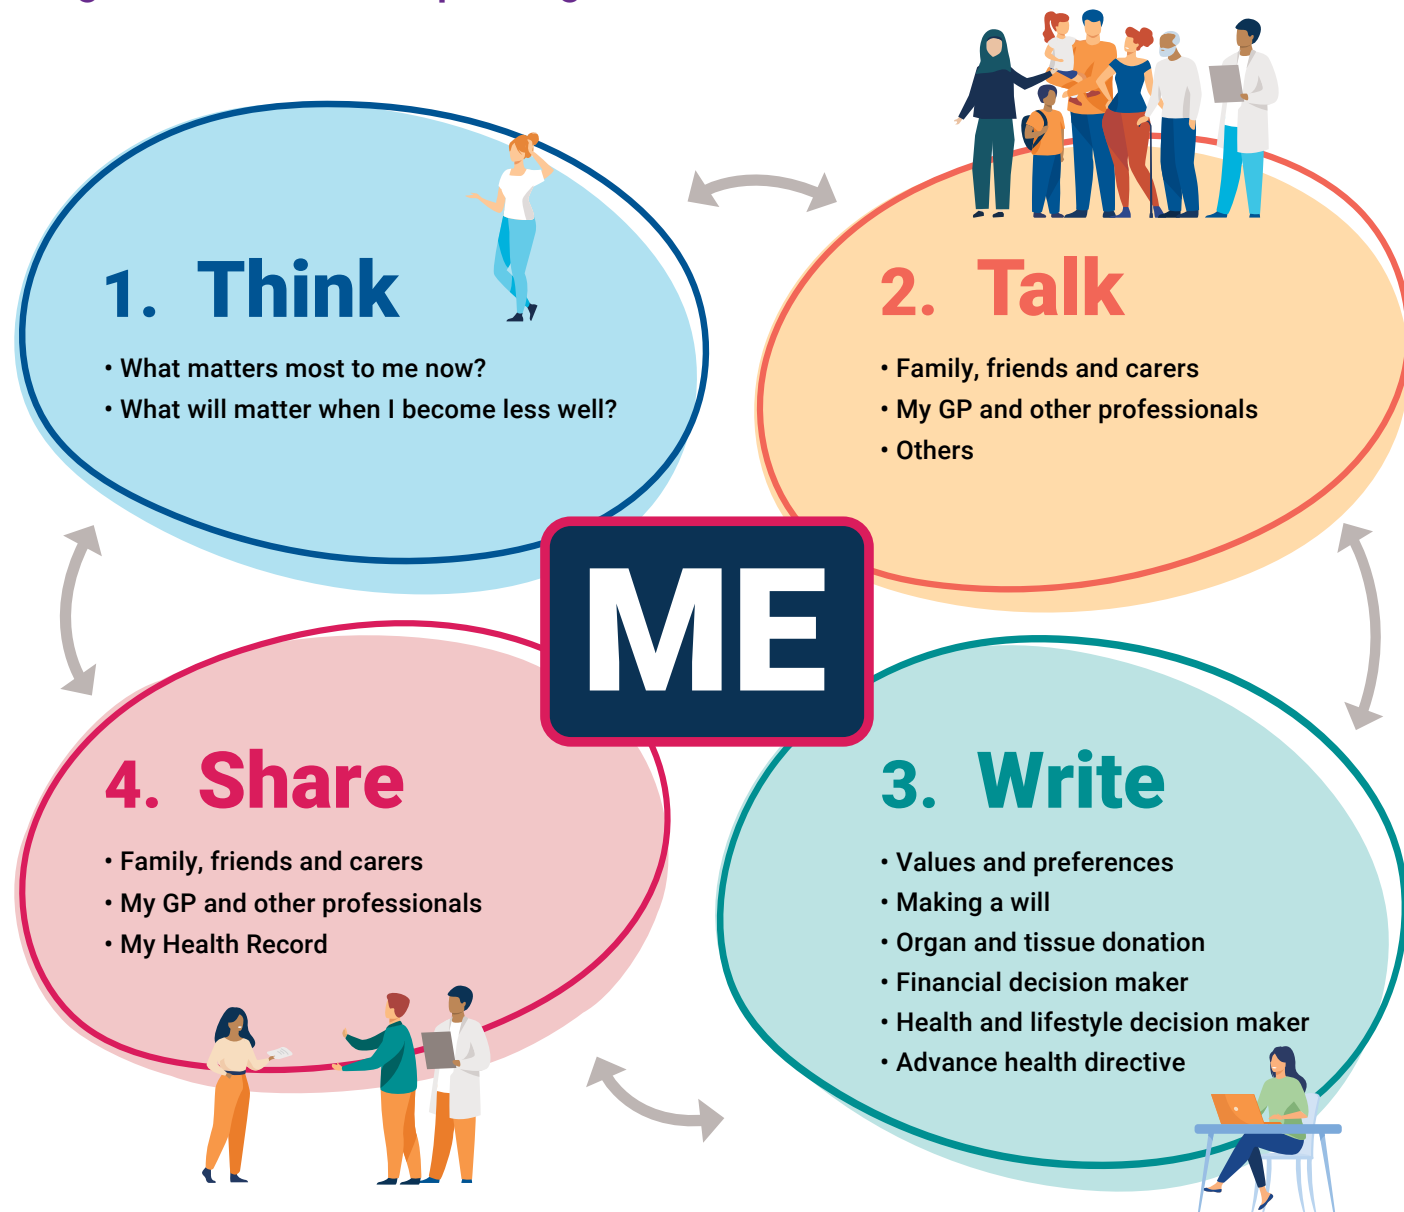 1. Think
• What matters most to me now?
• What will matter when I become less well?
2. Talk
• Family, friends and carers
• My GP and other professionals
• Others
ME
3. Write
• Values and preferences
• Making a will
• Organ and tissue donation
• Financial decision maker
• Health and lifestyle decision maker
• Advance health directive
4. Share
• Family, friends and carers
• My GP and other professionals
• My Health Record